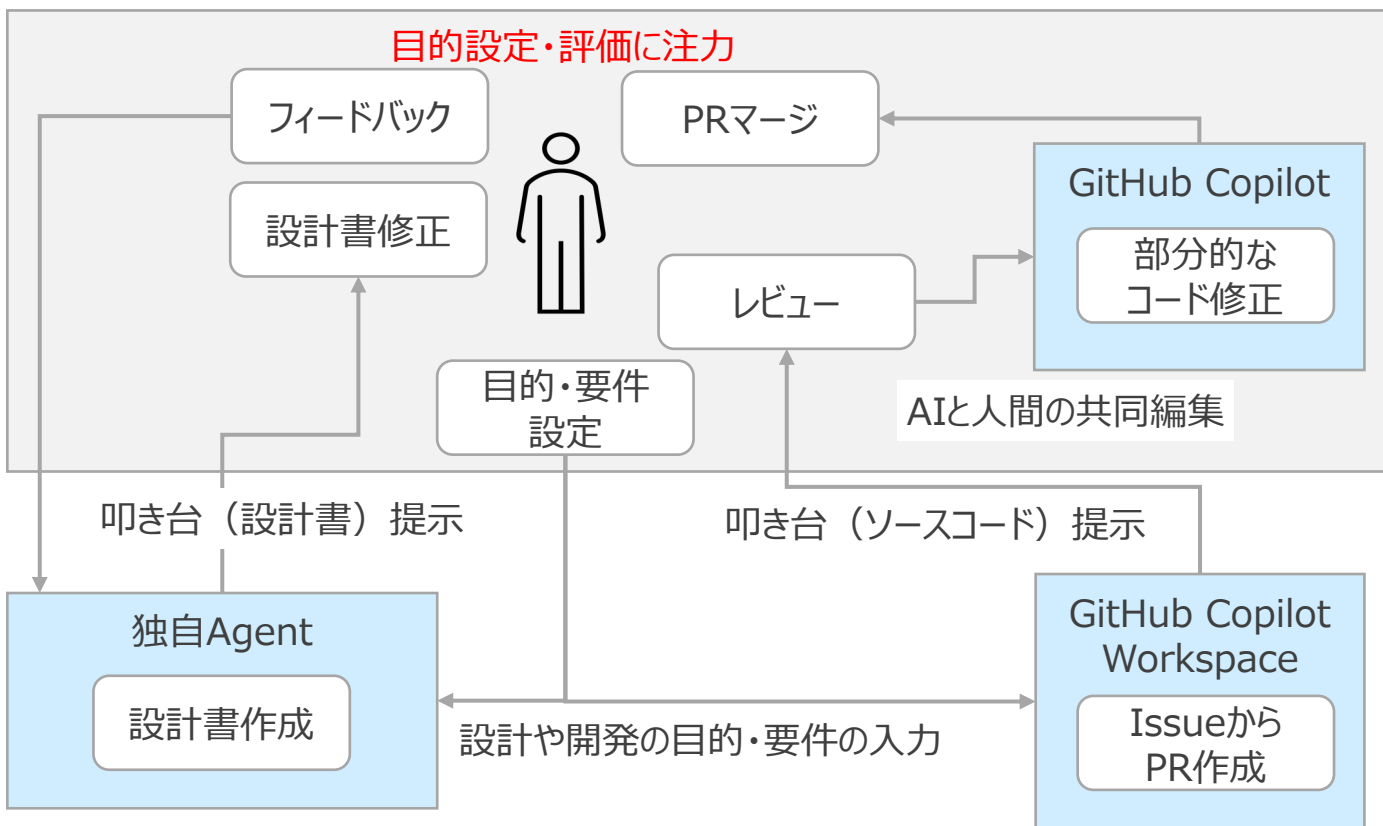 目的設定・評価に注力
フィードバック
PRマージ
GitHub Copilot
設計書修正
部分的な
コード修正
レビュー
目的・要件
設定
AIと人間の共同編集
叩き台（設計書）提示
叩き台（ソースコード）提示
独自Agent
設計書作成
GitHub Copilot
Workspace
設計や開発の目的・要件の入力
Issueから
PR作成